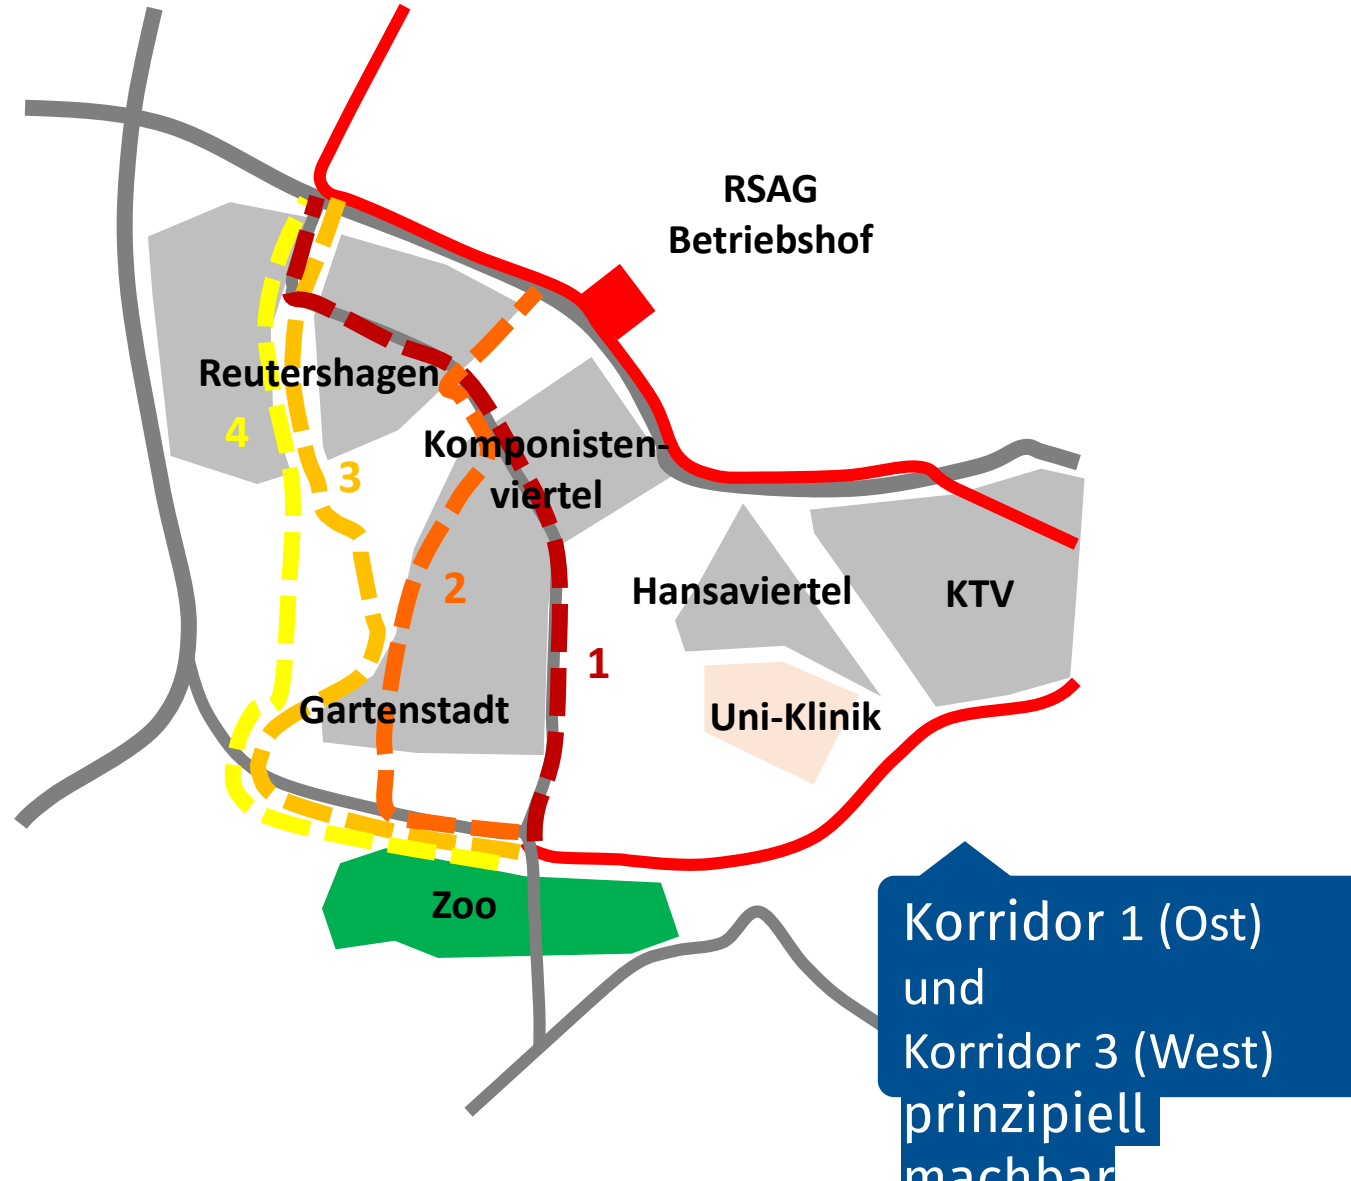 RSAG
Betriebshof
Reutershagen
4
3
Komponisten-
viertel
2
Hansaviertel
KTV
1
Gartenstadt
Uni-Klinik
Zoo
Korridor 1 (Ost)
und
Korridor 3 (West)
prinzipiell
machbar